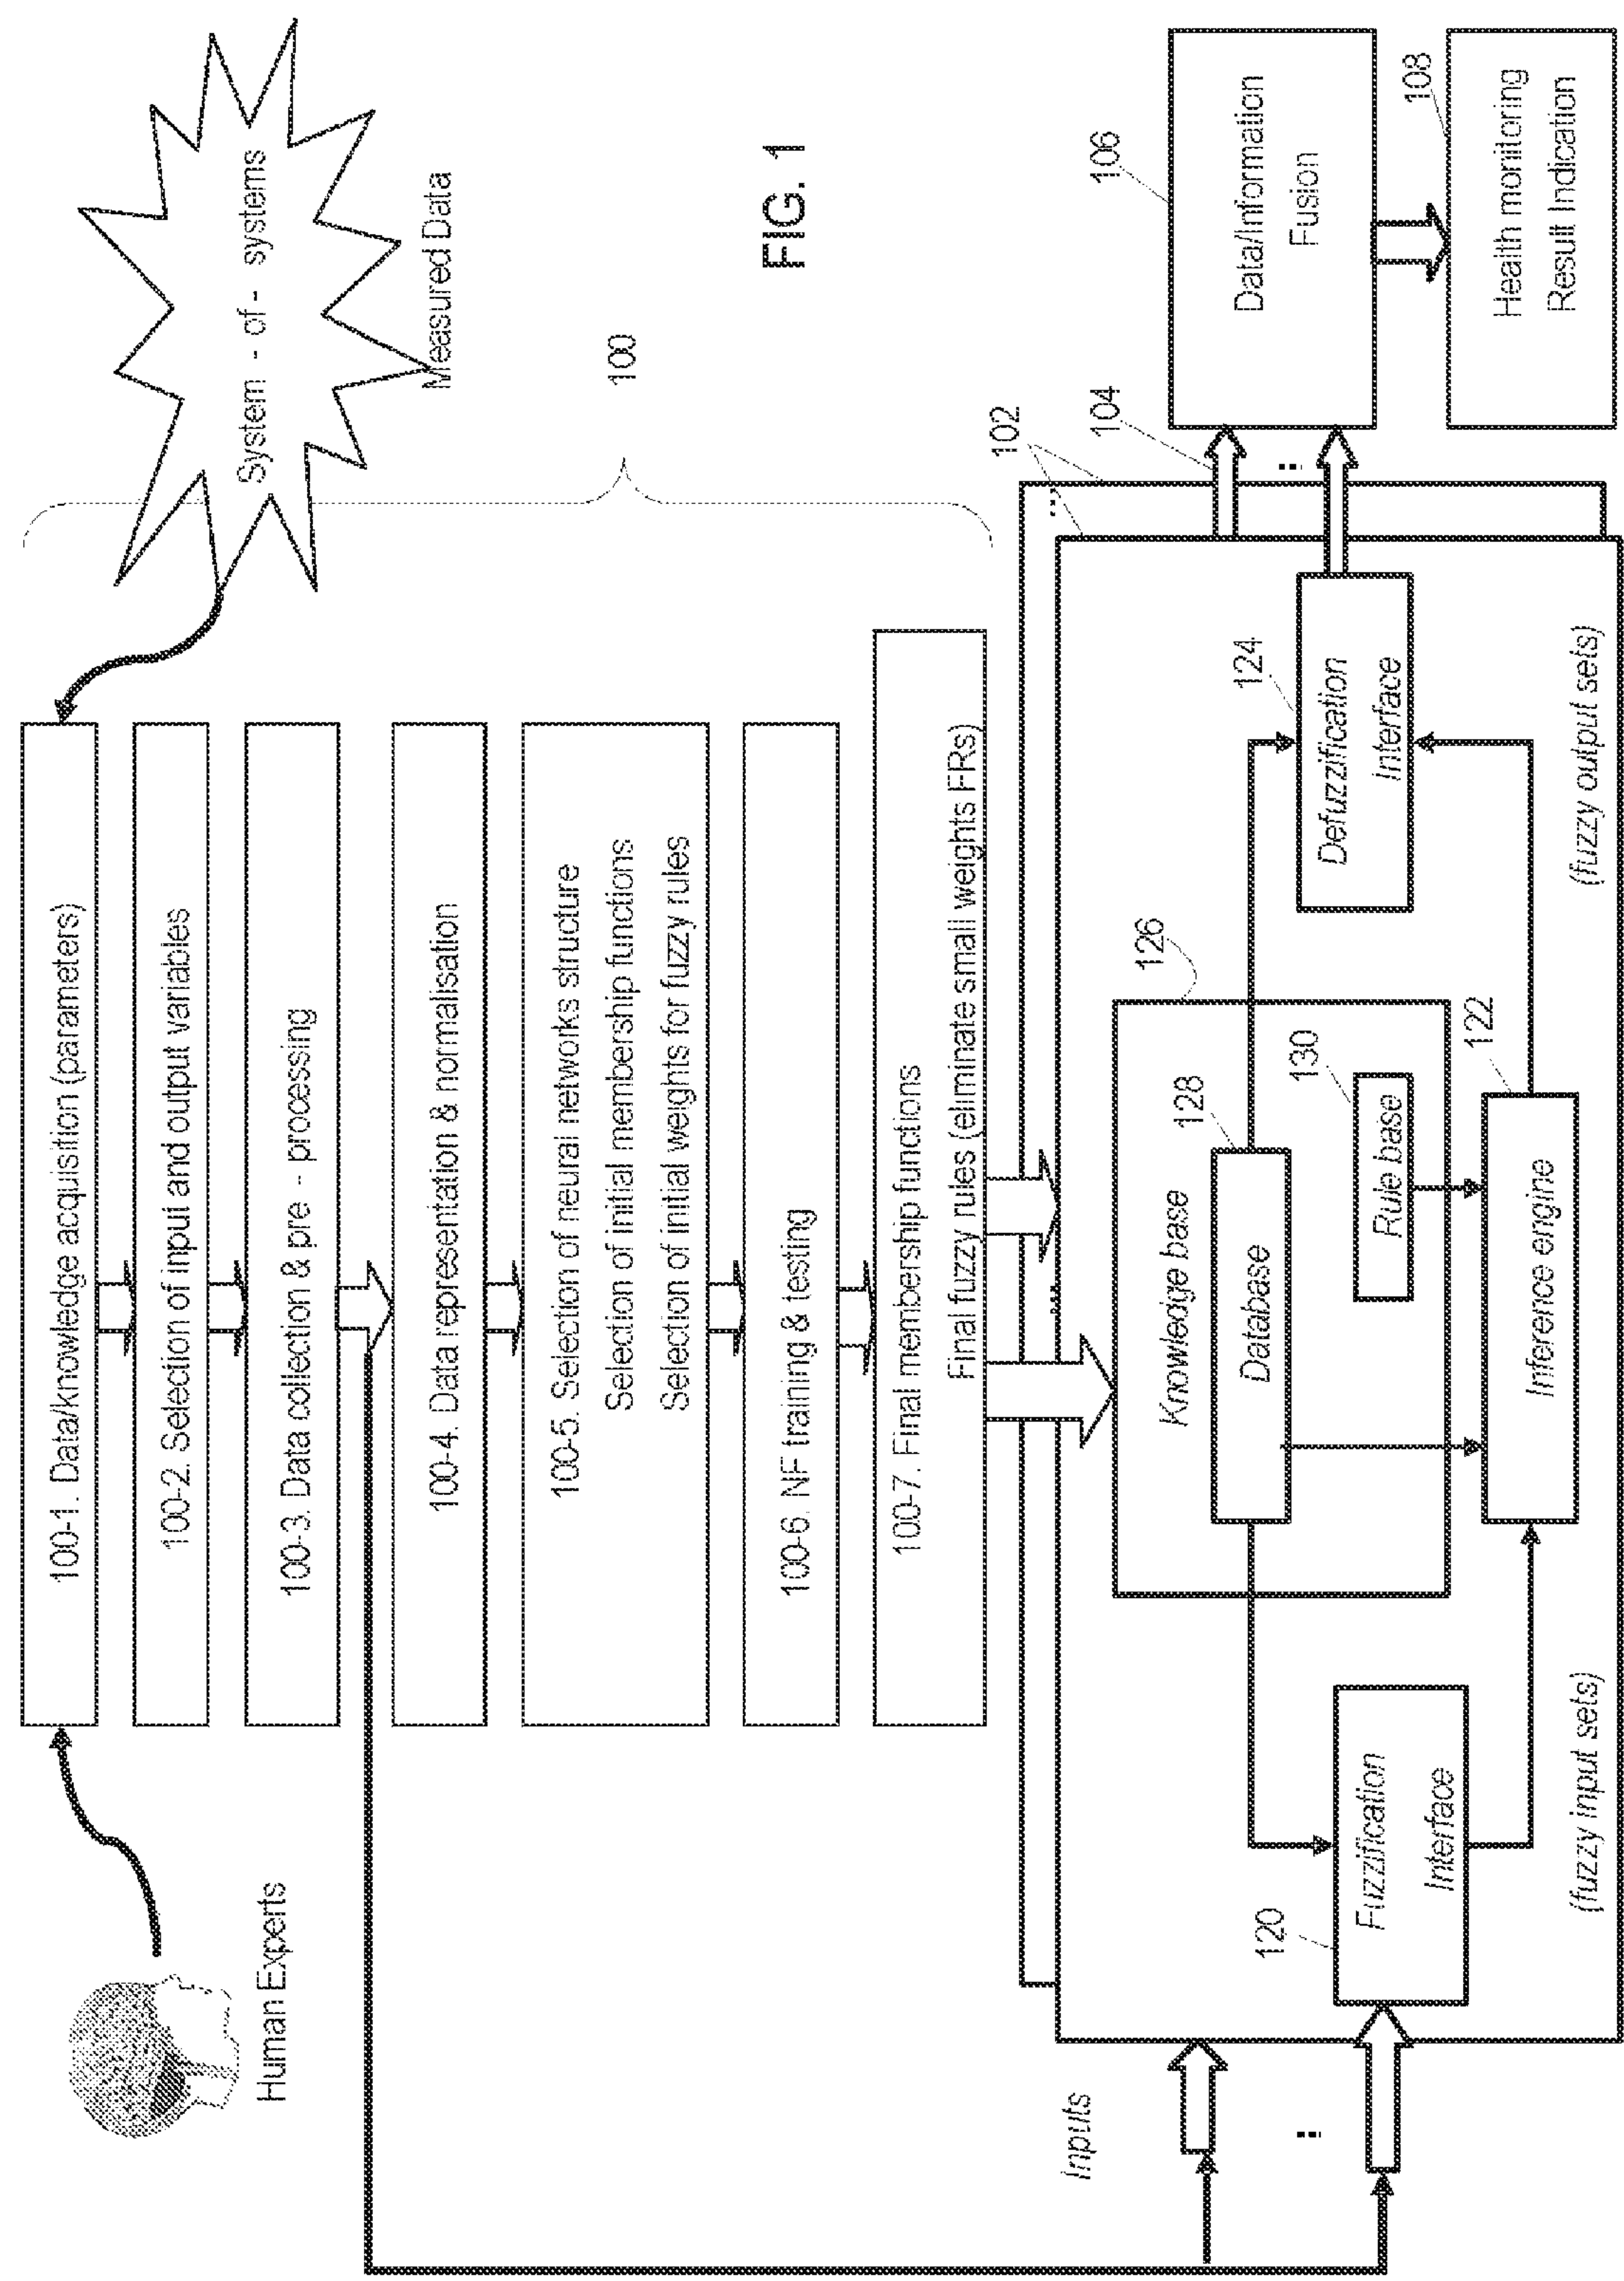 Human Experts
System - of - systems
Measured Data
100-1. Data/knowledge acquisition (parameters)
100-2. Selection of input and output variables
100-3. Data collection & pre - processing
100-4. Data representation & normalisation
100-5. Selection of neural networks structure
Selection of initial membership functions
Selection of initial weights for fuzzy rules
100-6. NF training & testing
100-7. Final membership functions
Final fuzzy rules (eliminate small weights FRs)
100
FIG. 1
102
104
106
Data/Information
Fusion
108
Health monitoring
Result Indication
Inputs
...
...
...
...
120
Fuzzification
Interface
(fuzzy input sets)
126
Knowledge base
128
Database
130
Rule base
122
Inference engine
124
Defuzzification
Interface
(fuzzy output sets)